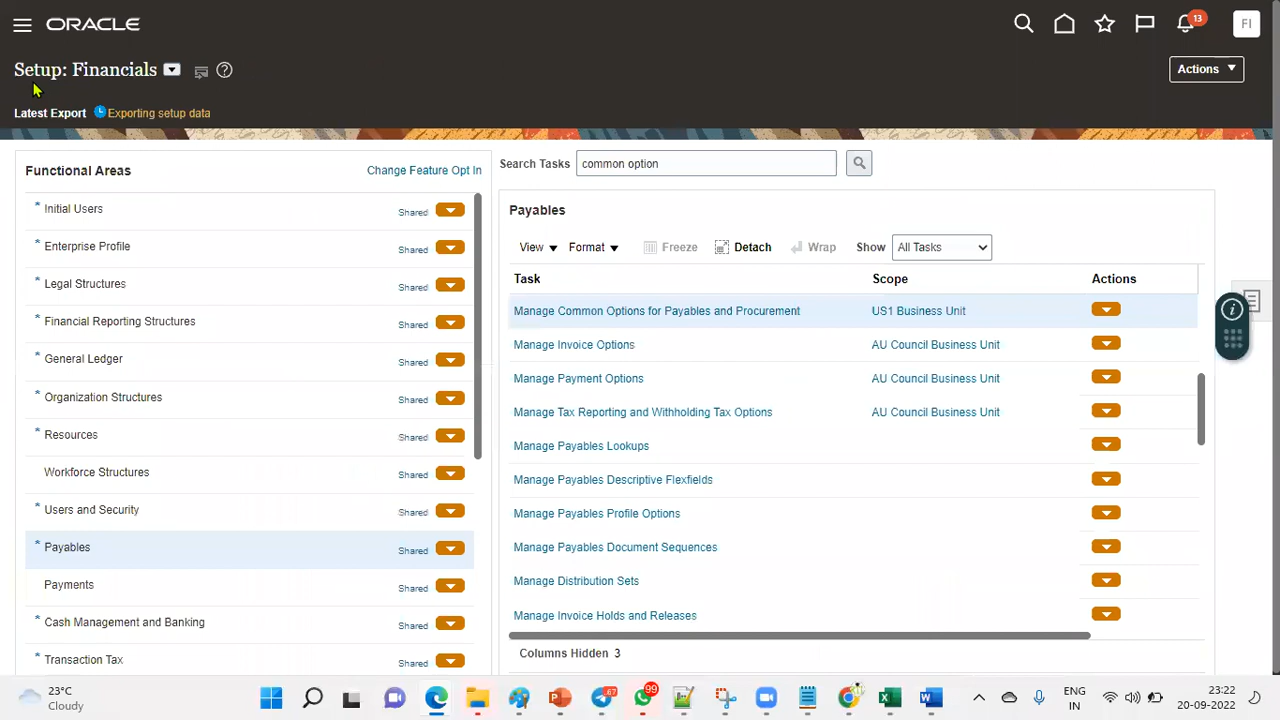 ORACLE
13
FI
Setup: Financials
Actions
Latest Export Exporting setup data
Functional Areas
Change Feature Opt In
Search Tasks common option
* Initial Users Shared
* Enterprise Profile Shared
* Legal Structures Shared
* Financial Reporting Structures Shared
* General Ledger Shared
* Organization Structures Shared
* Resources Shared
Workforce Structures Shared
* Users and Security Shared
* Payables Shared
Payments Shared
* Cash Management and Banking Shared
* Transaction Tax Shared
Payables
View Format Freeze Detach Wrap Show All Tasks
Task Scope Actions
Manage Common Options for Payables and Procurement US1 Business Unit
Manage Invoice Options AU Council Business Unit
Manage Payment Options AU Council Business Unit
Manage Tax Reporting and Withholding Tax Options AU Council Business Unit
Manage Payables Lookups
Manage Payables Descriptive Flexfields
Manage Payables Profile Options
Manage Payables Document Sequences
Manage Distribution Sets
Manage Invoice Holds and Releases
Columns Hidden 3
23°C
Cloudy
67
99
ENG
IN
23:22
20-09-2022